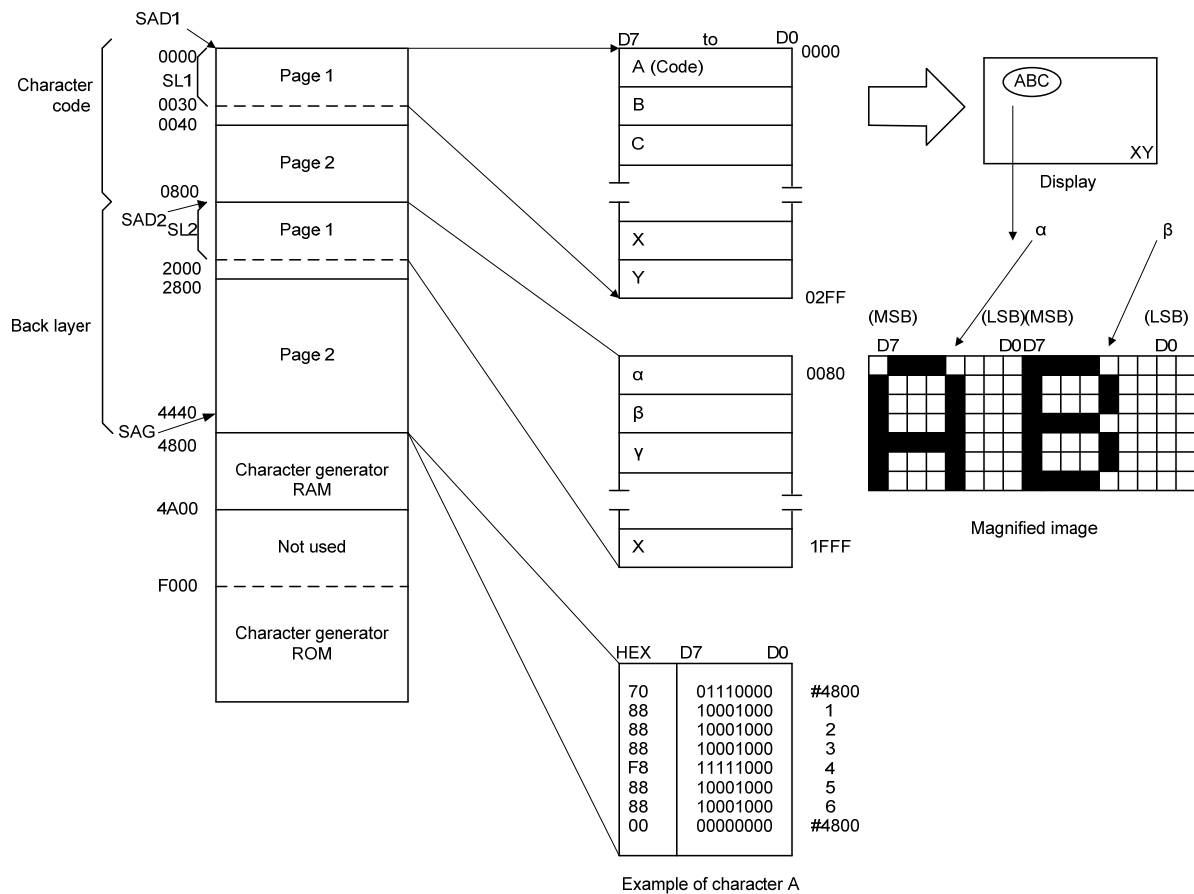 SAD1
0000
SL1
0030
0040
Character
code
Page 1
Page 2
0800
SAD2
SL2
2000
2800
Back layer
Page 1
Page 2
4440
SAG
4800
Character generator
RAM
4A00
Not used
F000
Character generator
ROM
D7 to D0
0000
A (Code)
B
C
X
Y
02FF
α
0080
β
γ
X
1FFF
HEX D7 D0
70 01110000 #4800
88 10001000 1
88 10001000 2
88 10001000 3
F8 11111000 4
88 10001000 5
88 10001000 6
00 00000000 #4800
Example of character A
ABC
XY
Display
α β
(MSB) (LSB)(MSB) (LSB)
D7 D0 D7 D0
Magnified image